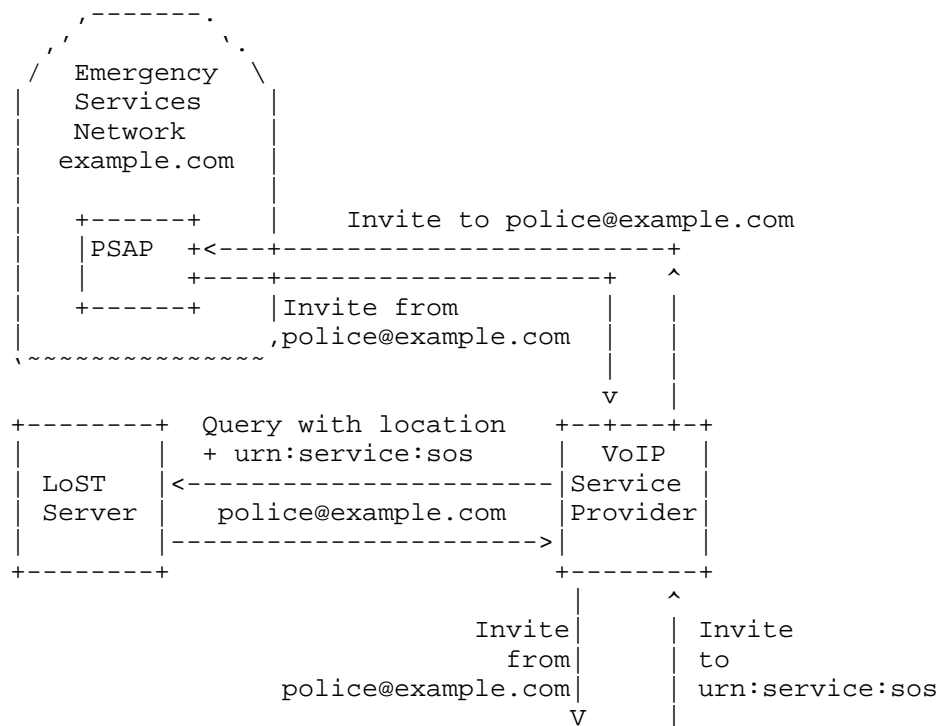 Emergency
Services
Network
example.com
Invite to police@example.com
PSAP
Invite from
police@example.com
Query with location
+ urn:service:sos
VoIP
Service
Provider
LoST
Server
police@example.com
Invite
from
police@example.com
Invite
to
urn:service:sos